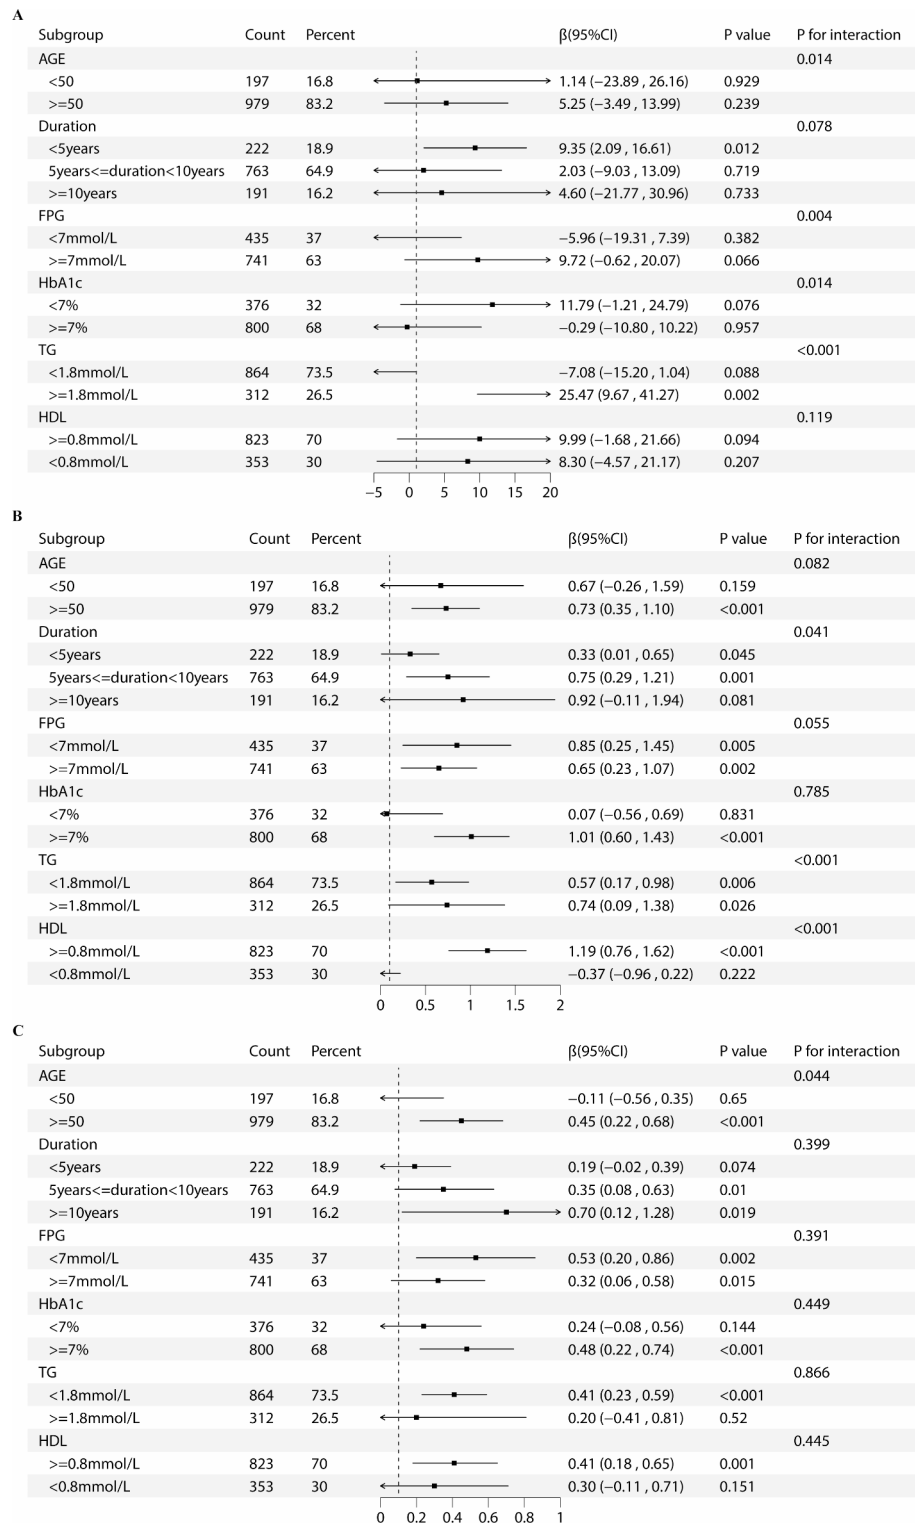 A
Subgroup Count Percent β(95%CI) P value P for interaction
AGE 0.014
<50 197 16.8 1.14 (−23.89 , 26.16) 0.929
>=50 979 83.2 5.25 (−3.49 , 13.99) 0.239
Duration 0.078
<5years 222 18.9 9.35 (2.09 , 16.61) 0.012
5years<=duration<10years 763 64.9 2.03 (−9.03 , 13.09) 0.719
>=10years 191 16.2 4.60 (−21.77 , 30.96) 0.733
FPG 0.004
<7mmol/L 435 37 −5.96 (−19.31 , 7.39) 0.382
>=7mmol/L 741 63 9.72 (−0.62 , 20.07) 0.066
HbA1c 0.014
<7% 376 32 11.79 (−1.21 , 24.79) 0.076
>=7% 800 68 −0.29 (−10.80 , 10.22) 0.957
TG <0.001
<1.8mmol/L 864 73.5 −7.08 (−15.20 , 1.04) 0.088
>=1.8mmol/L 312 26.5 25.47 (9.67 , 41.27) 0.002
HDL 0.119
>=0.8mmol/L 823 70 9.99 (−1.68 , 21.66) 0.094
<0.8mmol/L 353 30 8.30 (−4.57 , 21.17) 0.207
−5 0 5 10 15 20
B
Subgroup Count Percent β(95%CI) P value P for interaction
AGE 0.082
<50 197 16.8 0.67 (−0.26 , 1.59) 0.159
>=50 979 83.2 0.73 (0.35 , 1.10) <0.001
Duration 0.041
<5years 222 18.9 0.33 (0.01 , 0.65) 0.045
5years<=duration<10years 763 64.9 0.75 (0.29 , 1.21) 0.001
>=10years 191 16.2 0.92 (−0.11 , 1.94) 0.081
FPG 0.055
<7mmol/L 435 37 0.85 (0.25 , 1.45) 0.005
>=7mmol/L 741 63 0.65 (0.23 , 1.07) 0.002
HbA1c 0.785
<7% 376 32 0.07 (−0.56 , 0.69) 0.831
>=7% 800 68 1.01 (0.60 , 1.43) <0.001
TG <0.001
<1.8mmol/L 864 73.5 0.57 (0.17 , 0.98) 0.006
>=1.8mmol/L 312 26.5 0.74 (0.09 , 1.38) 0.026
HDL <0.001
>=0.8mmol/L 823 70 1.19 (0.76 , 1.62) <0.001
<0.8mmol/L 353 30 −0.37 (−0.96 , 0.22) 0.222
0 0.5 1 1.5 2
C
Subgroup Count Percent β(95%CI) P value P for interaction
AGE 0.044
<50 197 16.8 −0.11 (−0.56 , 0.35) 0.65
>=50 979 83.2 0.45 (0.22 , 0.68) <0.001
Duration 0.399
<5years 222 18.9 0.19 (−0.02 , 0.39) 0.074
5years<=duration<10years 763 64.9 0.35 (0.08 , 0.63) 0.01
>=10years 191 16.2 0.70 (0.12 , 1.28) 0.019
FPG 0.391
<7mmol/L 435 37 0.53 (0.20 , 0.86) 0.002
>=7mmol/L 741 63 0.32 (0.06 , 0.58) 0.015
HbA1c 0.449
<7% 376 32 0.24 (−0.08 , 0.56) 0.144
>=7% 800 68 0.48 (0.22 , 0.74) <0.001
TG 0.866
<1.8mmol/L 864 73.5 0.41 (0.23 , 0.59) <0.001
>=1.8mmol/L 312 26.5 0.20 (−0.41 , 0.81) 0.52
HDL 0.445
>=0.8mmol/L 823 70 0.41 (0.18 , 0.65) 0.001
<0.8mmol/L 353 30 0.30 (−0.11 , 0.71) 0.151
0 0.2 0.4 0.6 0.8 1